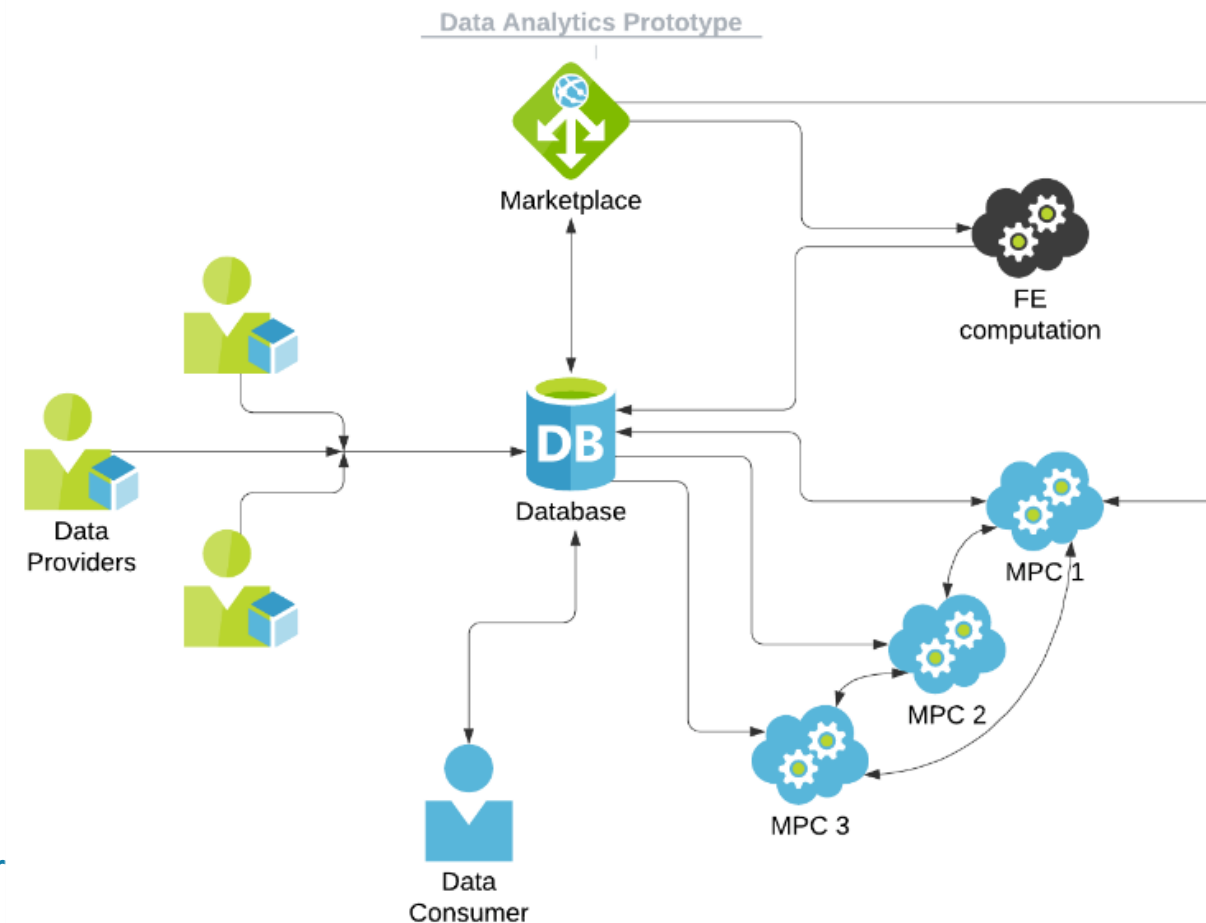 Data Analytics Prototype
Marketplace
FE
computation
DB
Database
Data
Providers
MPC 1
MPC 2
MPC 3
Data
Consumer
r